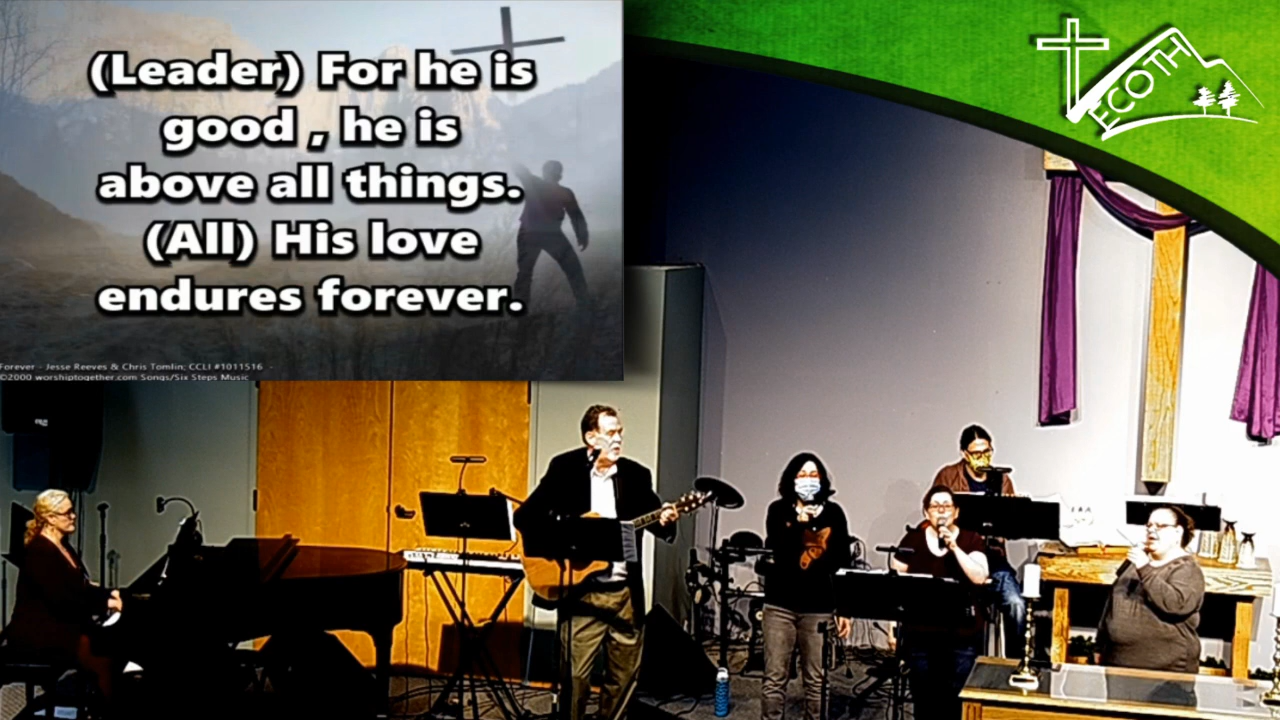 (Leader) For he is
good , he is
above all things.
(All) His love
endures forever.
Forever - Jesse Reeves & Chris Tomlin; CCLI #1011516 -
©2000 worshiptogether.com Songs/Six Steps Music
ECOTH